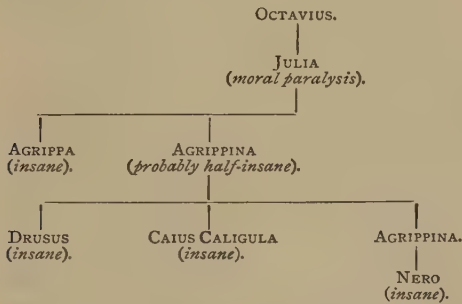 OCTAVIUS.
JULIA
(moral paralysis).
AGRIPPA
(insane).
AGRIPPINA
(probably half-insane).
DRUSUS
(insane).
CAIUS CALIGULA
(insane).
AGRIPPINA.
NERO
(insane).